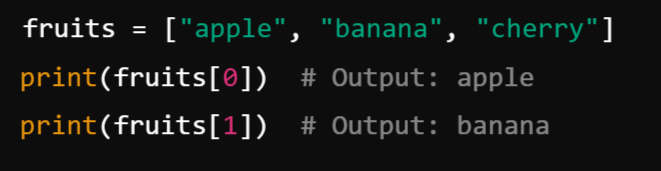 fruits = ["apple", "banana", "cherry"]
print(fruits[0])  # Output: apple
print(fruits[1])  # Output: banana